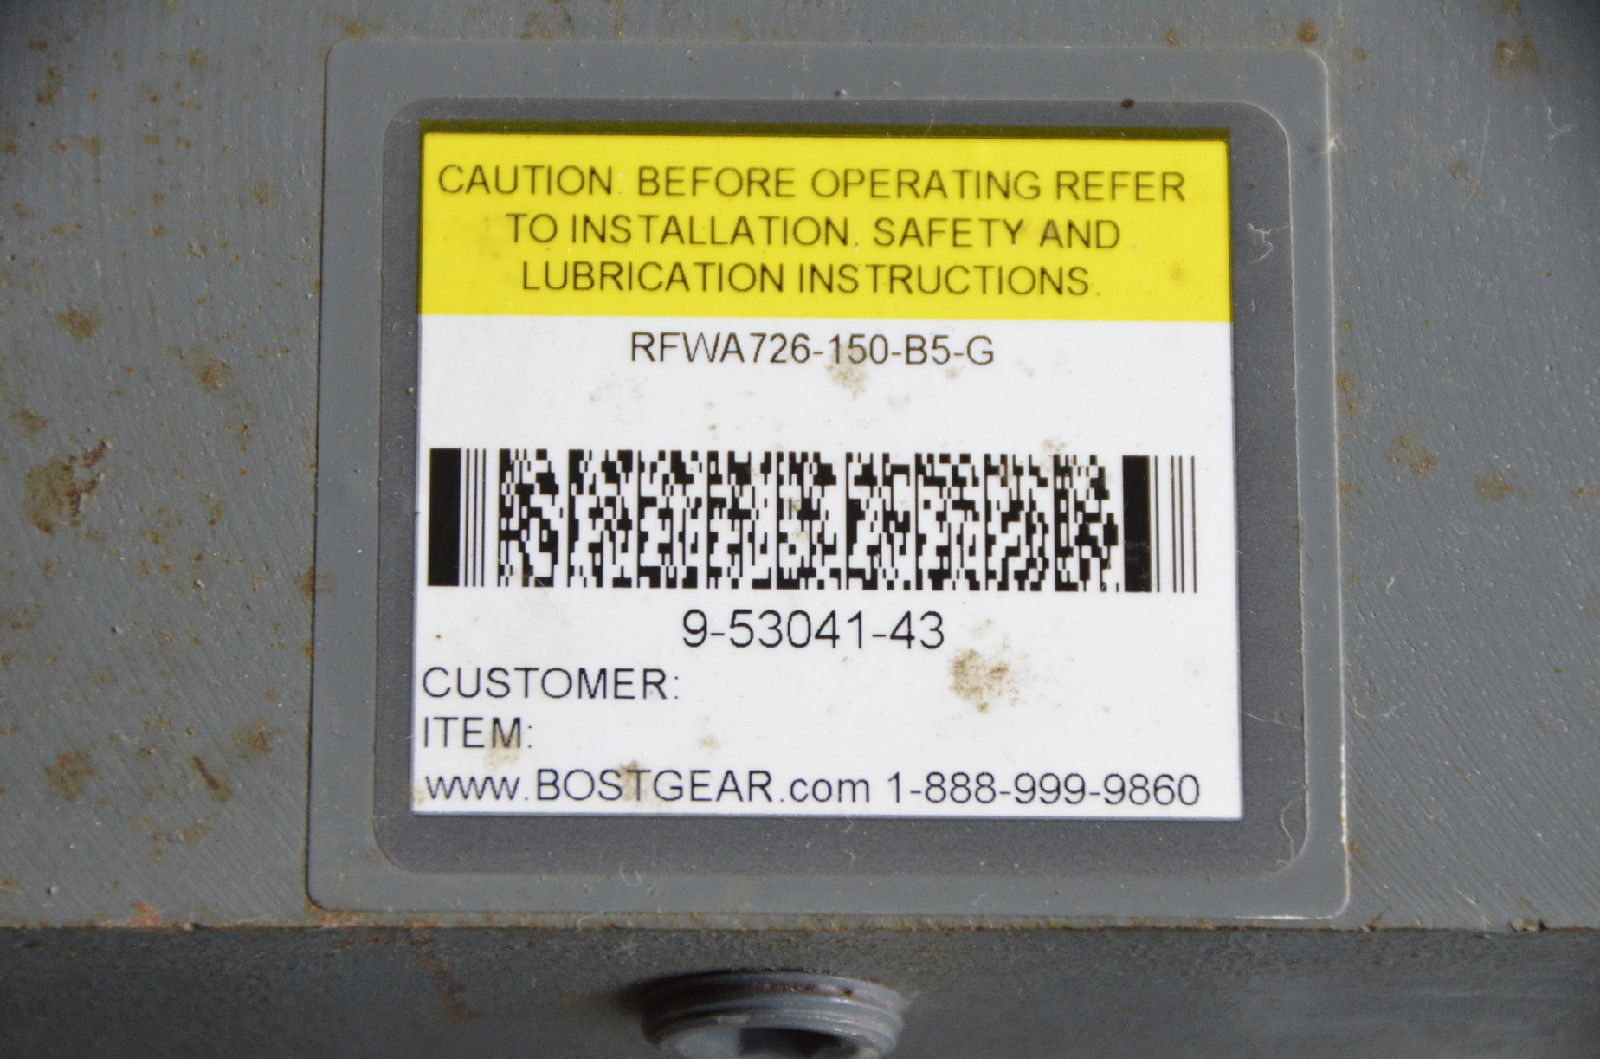 CAUTION: BEFORE OPERATING REFER
TO INSTALLATION, SAFETY AND
LUBRICATION INSTRUCTIONS.
RFWA726-150-B5-G
9-53041-43
CUSTOMER:
ITEM:
www.BOSTGEAR.com 1-888-999-9860